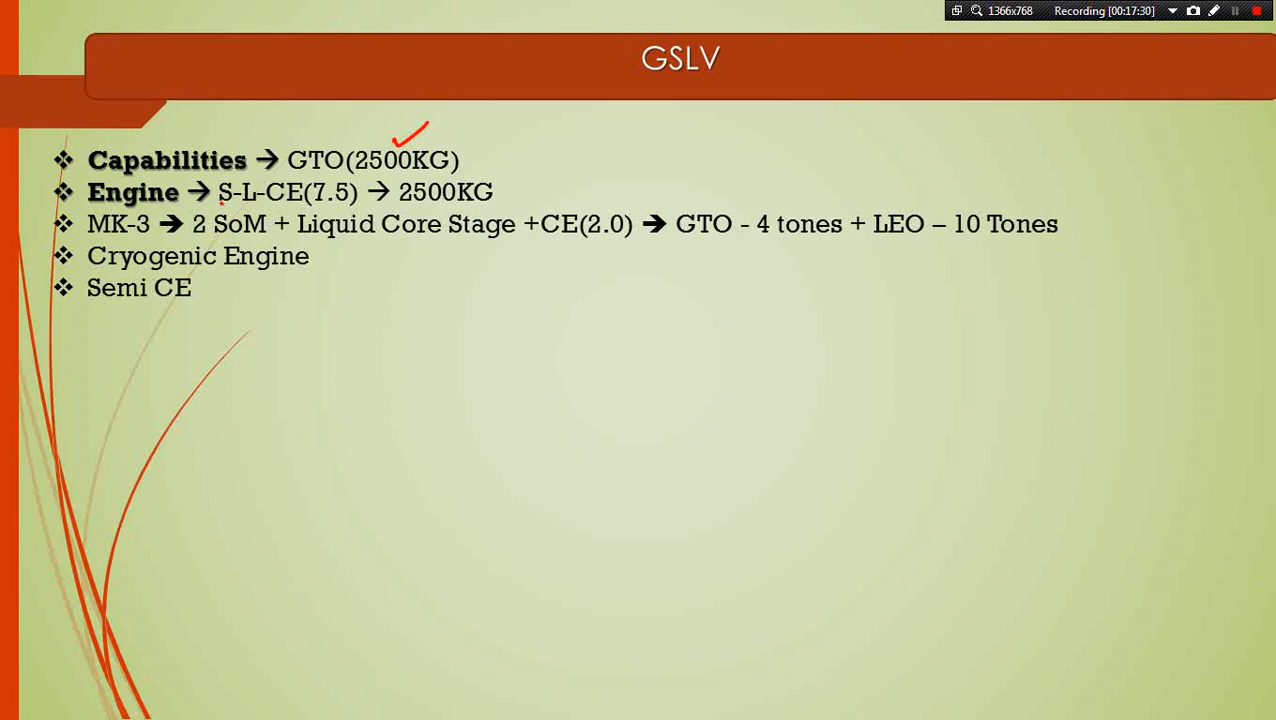 1366x768 Recording [00:17:30]
GSLV
❖ Capabilities → GTO(2500KG)
❖ Engine → S-L-CE(7.5) → 2500KG
❖ MK-3 → 2 SoM + Liquid Core Stage +CE(2.0) → GTO - 4 tones + LEO – 10 Tones
❖ Cryogenic Engine
❖ Semi CE